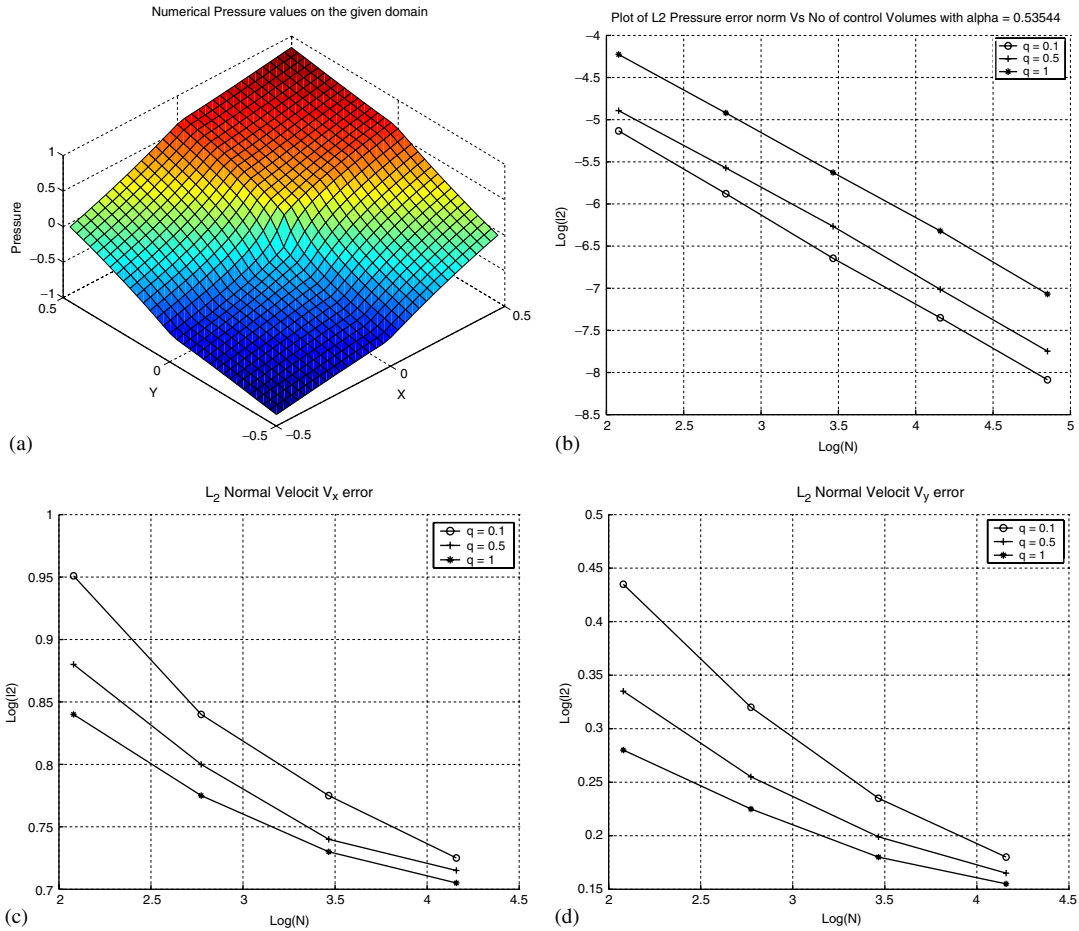 Numerical Pressure values on the given domain
Pressure
1
0.5
0
−0.5
−1
0.5
0
−0.5
Y
−0.5
0
0.5
X
(a)
Plot of L2 Pressure error norm Vs No of control Volumes with alpha = 0.53544
q = 0.1
q = 0.5
q = 1
Log(l2)
−4
−4.5
−5
−5.5
−6
−6.5
−7
−7.5
−8
−8.5
2
2.5
3
3.5
4
4.5
5
Log(N)
(b)
L2 Normal Velocit Vx error
q = 0.1
q = 0.5
q = 1
Log(l2)
1
0.95
0.9
0.85
0.8
0.75
0.7
2
2.5
3
3.5
4
4.5
Log(N)
(c)
L2 Normal Velocit Vy error
q = 0.1
q = 0.5
q = 1
Log(l2)
0.5
0.45
0.4
0.35
0.3
0.25
0.2
0.15
2
2.5
3
3.5
4
4.5
Log(N)
(d)